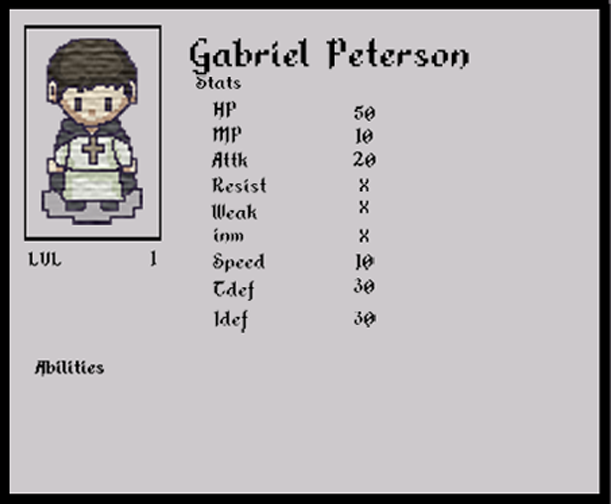 Gabriel Peterson
Stats
HP 50
MP 10
Attk 20
Resist X
Weak X
inm X
Speed 10
Tdef 30
Idef 30
LVL 1
Abilities